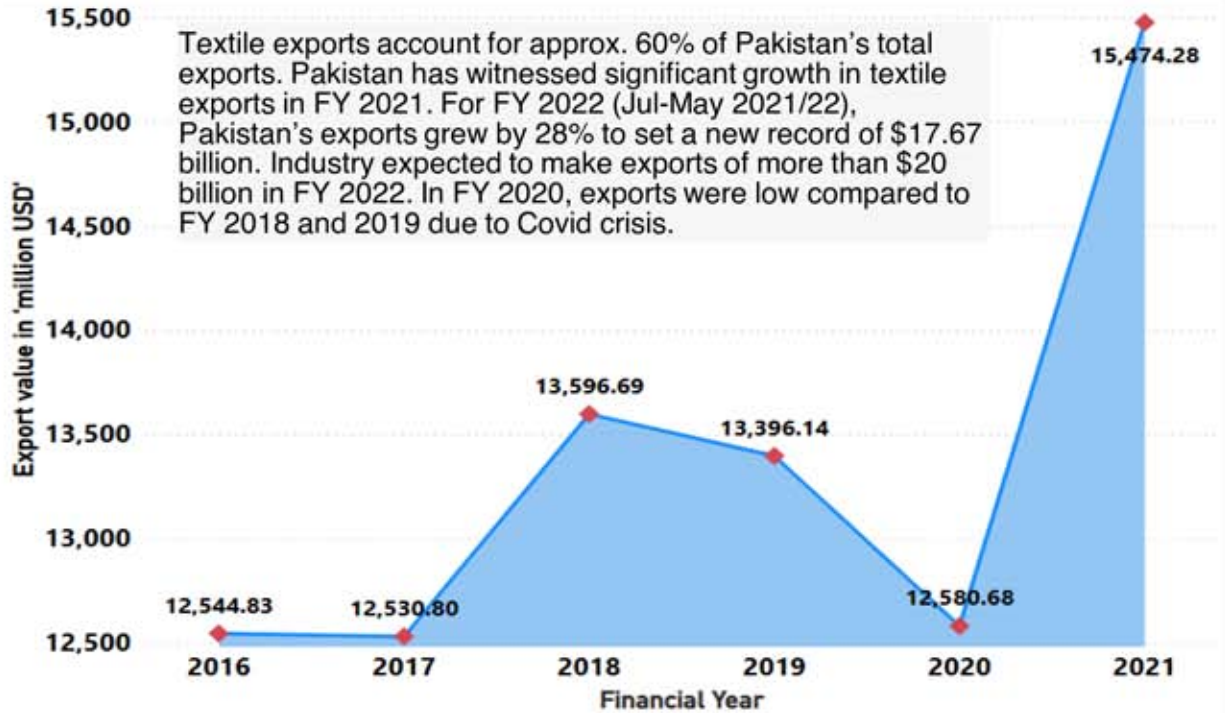 15,500
Textile exports account for approx. 60% of Pakistan’s total
exports. Pakistan has witnessed significant growth in textile
exports in FY 2021. For FY 2022 (Jul-May 2021/22),
Pakistan’s exports grew by 28% to set a new record of $17.67
billion. Industry expected to make exports of more than $20
billion in FY 2022. In FY 2020, exports were low compared to
FY 2018 and 2019 due to Covid crisis.
15,474.28
15,000
14,500
14,000
13,596.69
13,500
13,396.14
13,000
12,544.83
12,530.80
12,580.68
12,500
Export value in 'million USD'
2016 2017 2018 2019 2020 2021
Financial Year